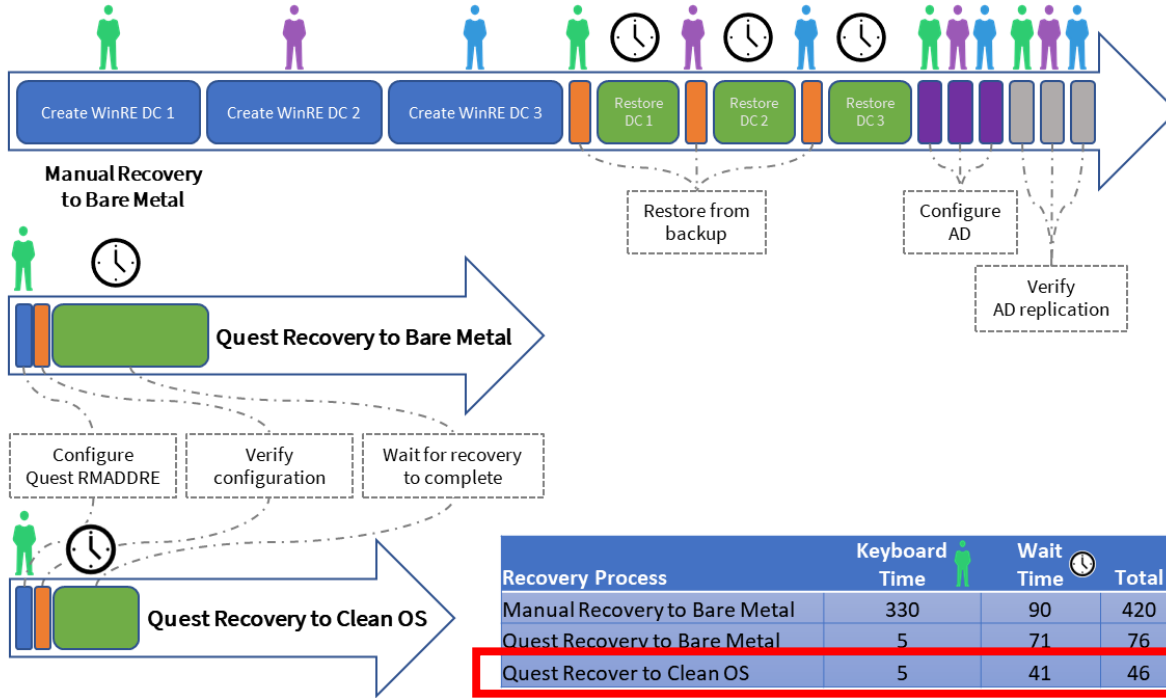 Create WinRE DC 1
Create WinRE DC 2
Create WinRE DC 3
Restore
DC 1
Restore
DC 2
Restore
DC 3
Manual Recovery
to Bare Metal
Restore from
backup
Configure
AD
Verify
AD replication
Quest Recovery to Bare Metal
Configure
Quest RMADDRE
Verify
configuration
Wait for recovery
to complete
Quest Recovery to Clean OS
Recovery Process Keyboard Time Wait Time Total
Manual Recovery to Bare Metal 330 90 420
Quest Recovery to Bare Metal 5 71 76
Quest Recover to Clean OS 5 41 46